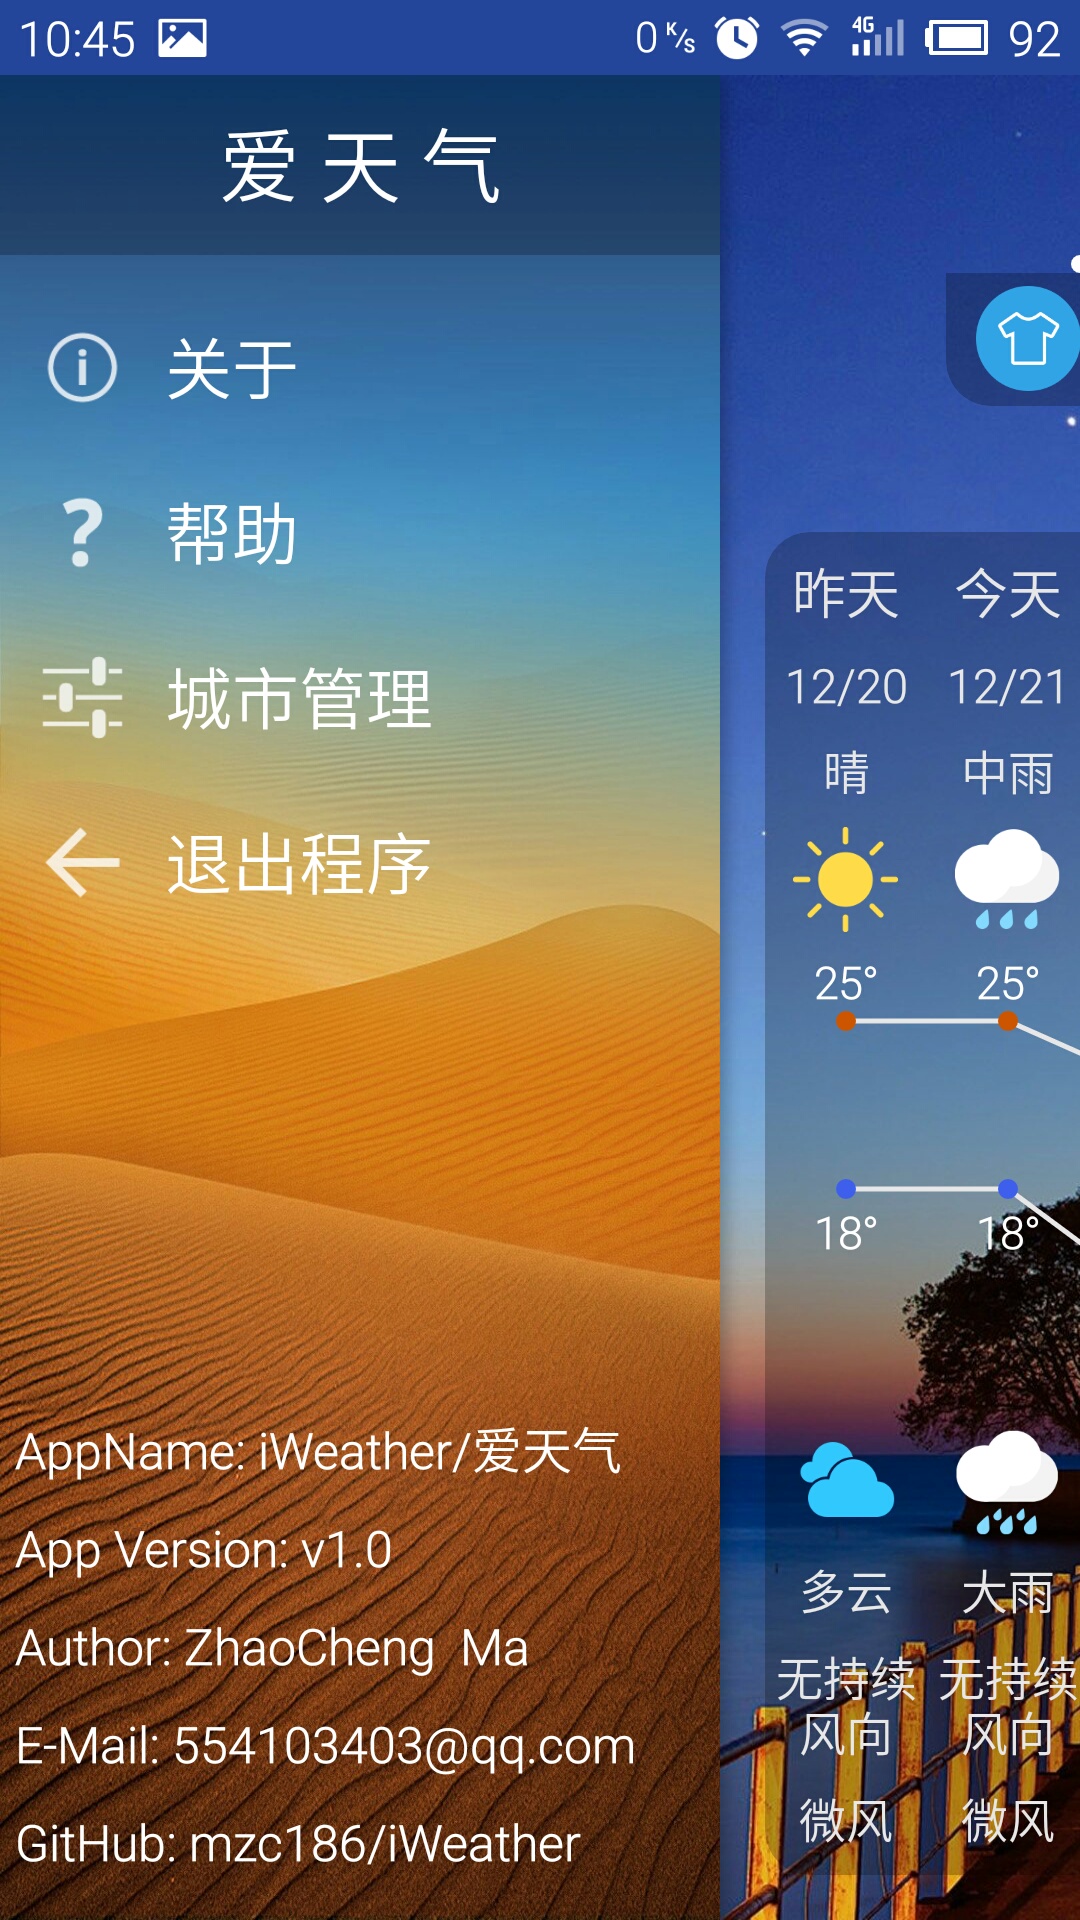 10:45 0 K/s 4G 92
爱天气
关于
帮助
城市管理
退出程序
AppName: iWeather/爱天气
App Version: v1.0
Author: ZhaoCheng  Ma
E-Mail: 554103403@qq.com
GitHub: mzc186/iWeather
昨天 今天
12/20 12/21
晴 中雨
25° 25°
18° 18°
多云 大雨
无持续 无持续
风向 风向
微风 微风